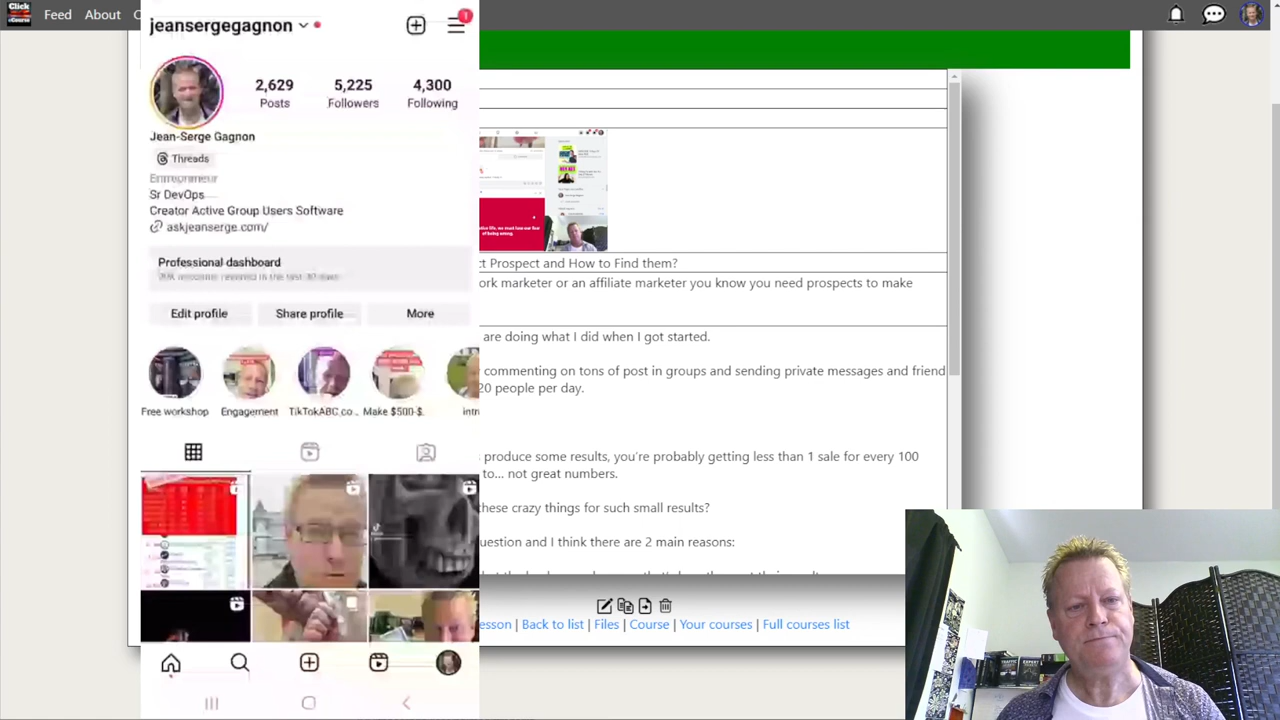 Click
eCourse
Feed
About
jeansergegagnon
1
2,629
5,225
4,300
Posts
Followers
Following
Jean-Serge Gagnon
Threads
Entrepreneur
Sr DevOps
Creator Active Group Users Software
askjeanserge.com/
Professional dashboard
Edit profile
Share profile
More
Free workshop
Engagement
TikTokABC.co...
Make $500-$.
intr
ct Prospect and How to Find them?
ork marketer or an affiliate marketer you know you need prospects to make
are doing what I did when I got started.
commenting on tons of post in groups and sending private messages and friend
20 people per day.
s produce some results, you're probably getting less than 1 sale for every 100
to... not great numbers.
these crazy things for such small results?
uestion and I think there are 2 main reasons:
esson | Back to list | Files | Course | Your courses | Full courses list